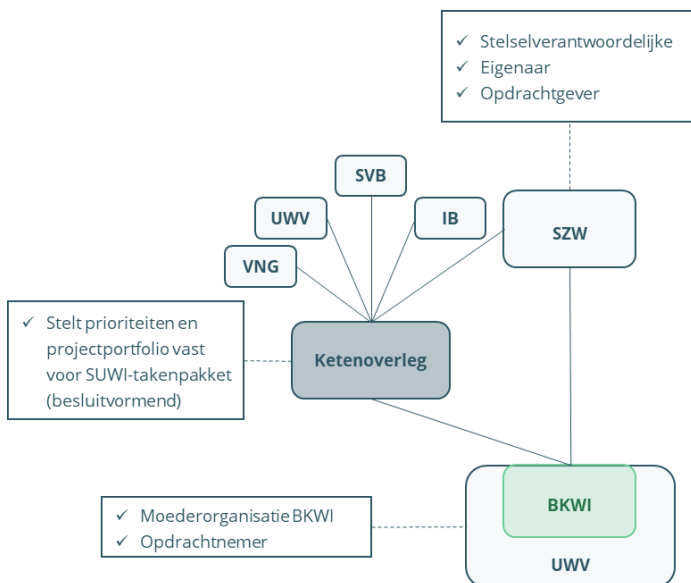 Stelselverantwoordelijke
Eigenaar
Opdrachtgever
SVB
UWV
IB
SZW
VNG
Stelt prioriteiten en
projectportfolio vast
voor SUWI-takenpakket
(besluitvormend)
Ketenoverleg
BKWI
Moederorganisatie BKWI
Opdrachtnemer
UWV